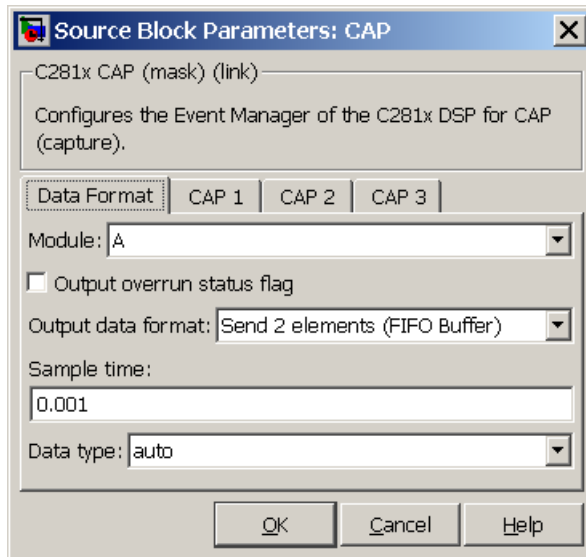 Source Block Parameters: CAP
C281x CAP (mask) (link)
Configures the Event Manager of the C281x DSP for CAP
(capture).
Data Format CAP 1 CAP 2 CAP 3
Module: A
Output overrun status flag
Output data format: Send 2 elements (FIFO Buffer)
Sample time:
0.001
Data type: auto
OK Cancel Help